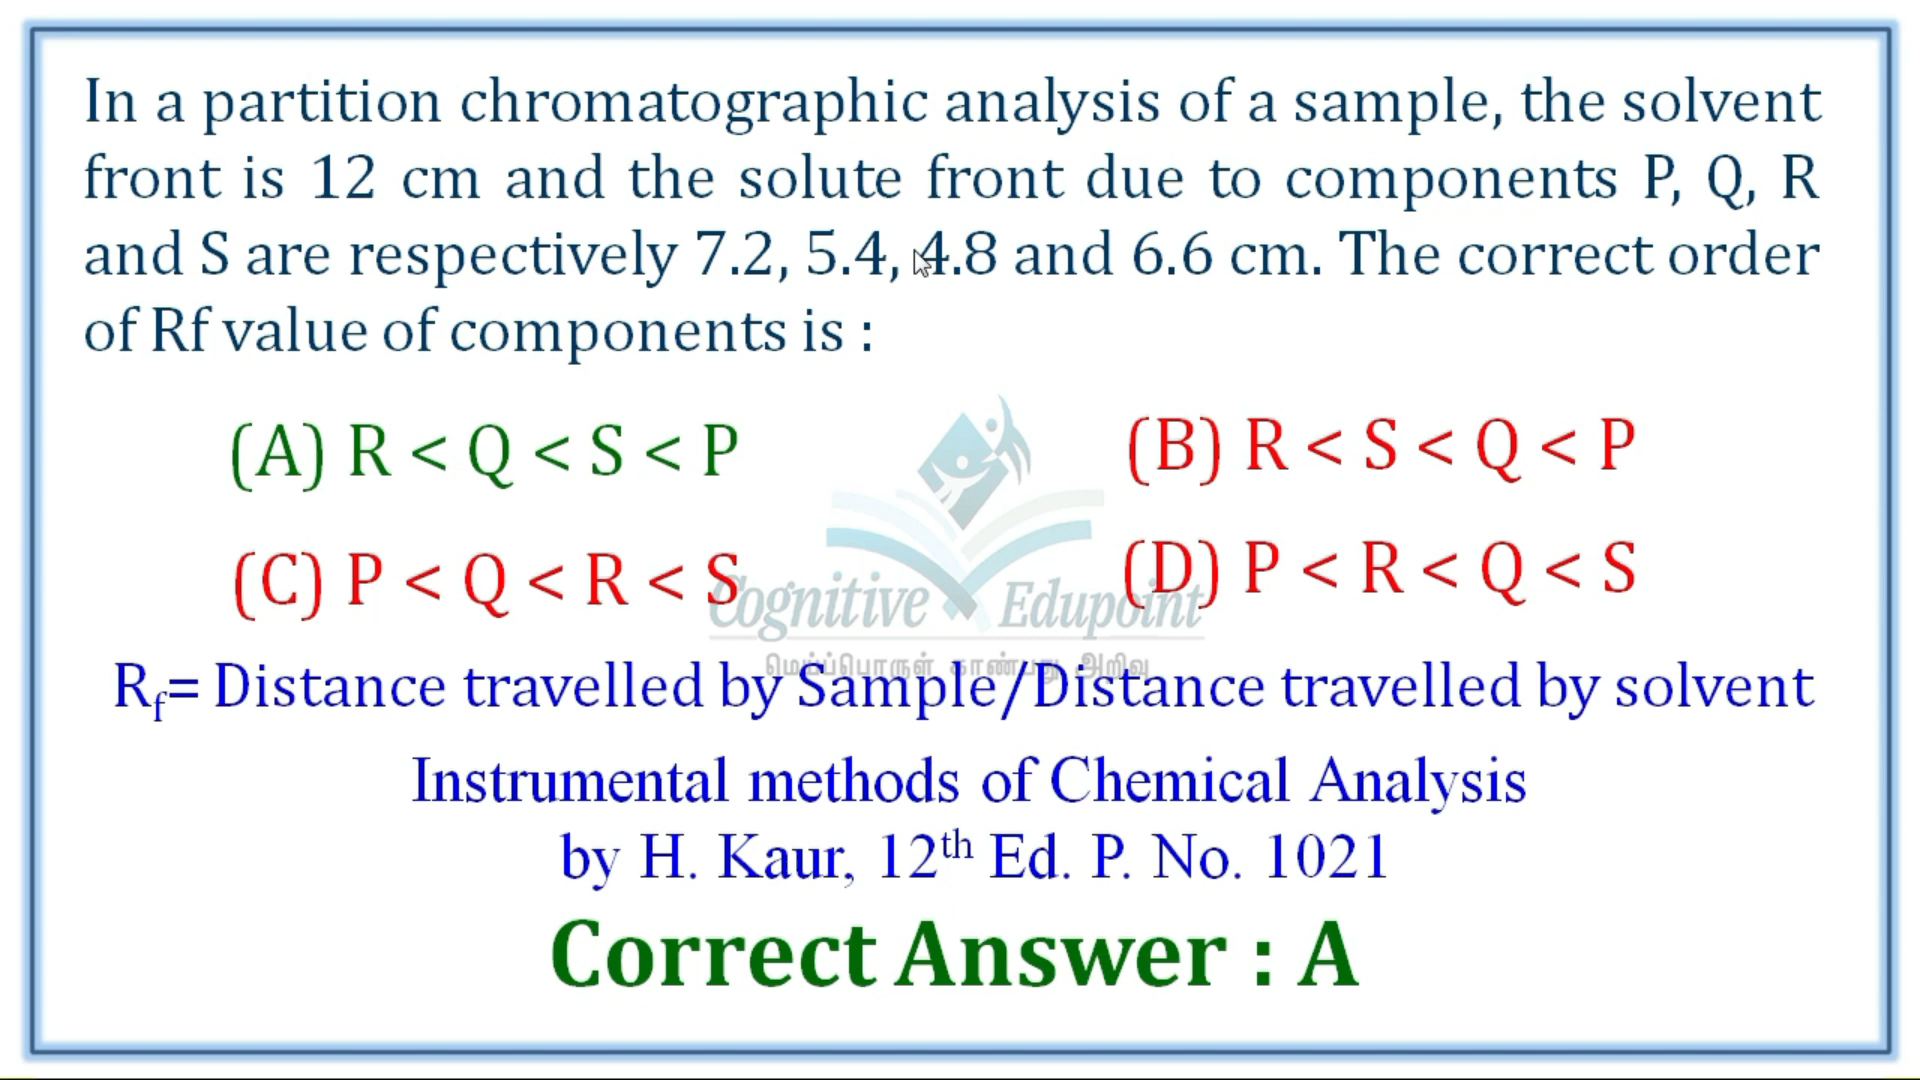 In a partition chromatographic analysis of a sample, the solvent
front is 12 cm and the solute front due to components P, Q, R
and S are respectively 7.2, 5.4, 4.8 and 6.6 cm. The correct order
of Rf value of components is :
(A) R < Q < S < P
(B) R < S < Q < P
(C) P < Q < R < S
(D) P < R < Q < S
Cognitive Edupoint
மெய்ப்பொருள் காண்பது அறிவு
Rf= Distance travelled by Sample/Distance travelled by solvent
Instrumental methods of Chemical Analysis
by H. Kaur, 12th Ed. P. No. 1021
Correct Answer : A